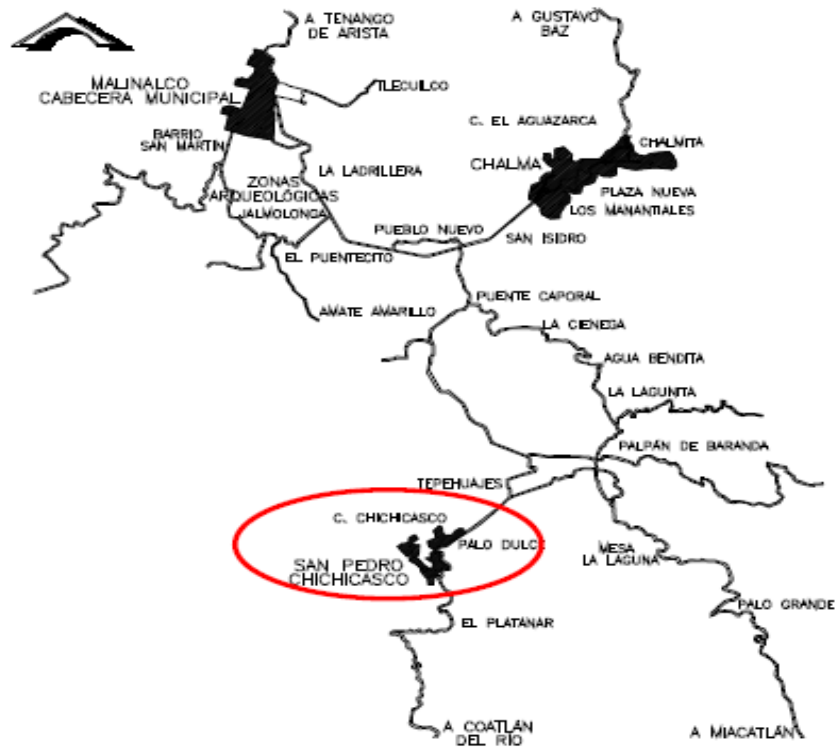 A TENANGO
DE ARISTA
A GUSTAVO
BAZ
MALINALCO
CABECERA MUNICIPAL
TLECUILCO
C. EL AGUAZARCA
BARRIO
SAN MARTIN
CHALMITA
LA LADRILLERA
CHALMA
ZONAS
ARQUEOLÓGICAS
PLAZA NUEVA
JALMOLONGA
LOS MANANTIALES
PUEBLO NUEVO
SAN ISIDRO
EL PUENTECITO
PUENTE CAPORAL
AMATE AMARILLO
LA CIENEGA
AGUA BENDITA
LA LAGUNITA
PALPÁN DE BARANDA
TEPEHUAJES
C. CHICHICASCO
PALO DULCE
MESA
LA LAGUNA
SAN PEDRO
CHICHICASCO
PALO GRANDE
EL PLATANAR
A COATLÁN
DEL RÍO
A MIACATLÁN